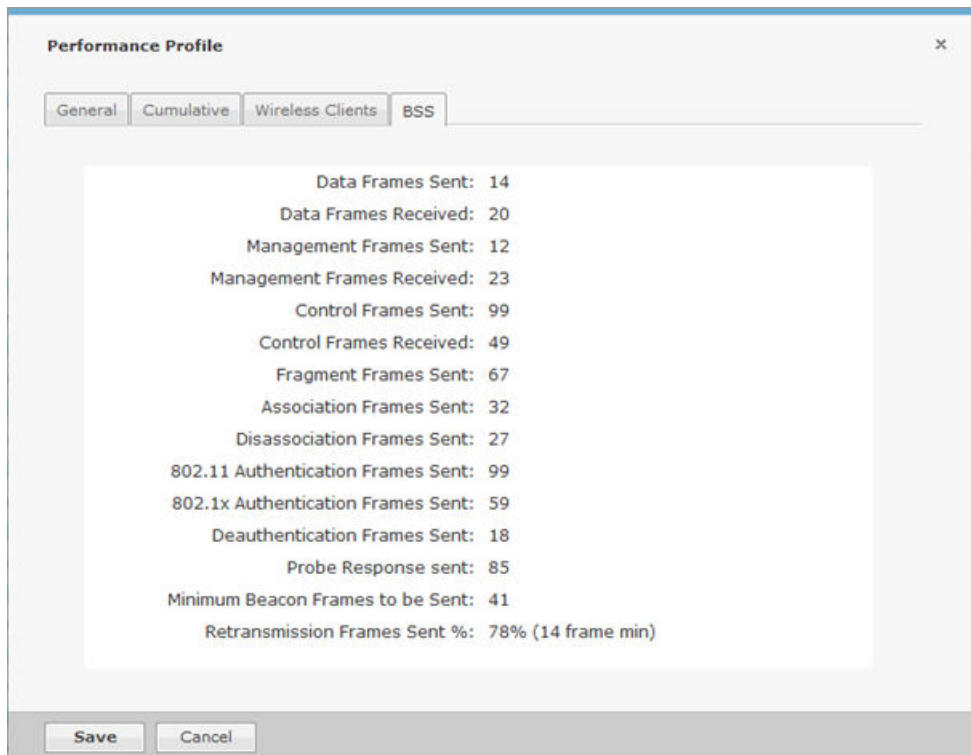 Performance Profile ×
General Cumulative Wireless Clients BSS
Data Frames Sent: 14
Data Frames Received: 20
Management Frames Sent: 12
Management Frames Received: 23
Control Frames Sent: 99
Control Frames Received: 49
Fragment Frames Sent: 67
Association Frames Sent: 32
Disassociation Frames Sent: 27
802.11 Authentication Frames Sent: 99
802.1x Authentication Frames Sent: 59
Deauthentication Frames Sent: 18
Probe Response sent: 85
Minimum Beacon Frames to be Sent: 41
Retransmission Frames Sent %: 78% (14 frame min)
Save Cancel